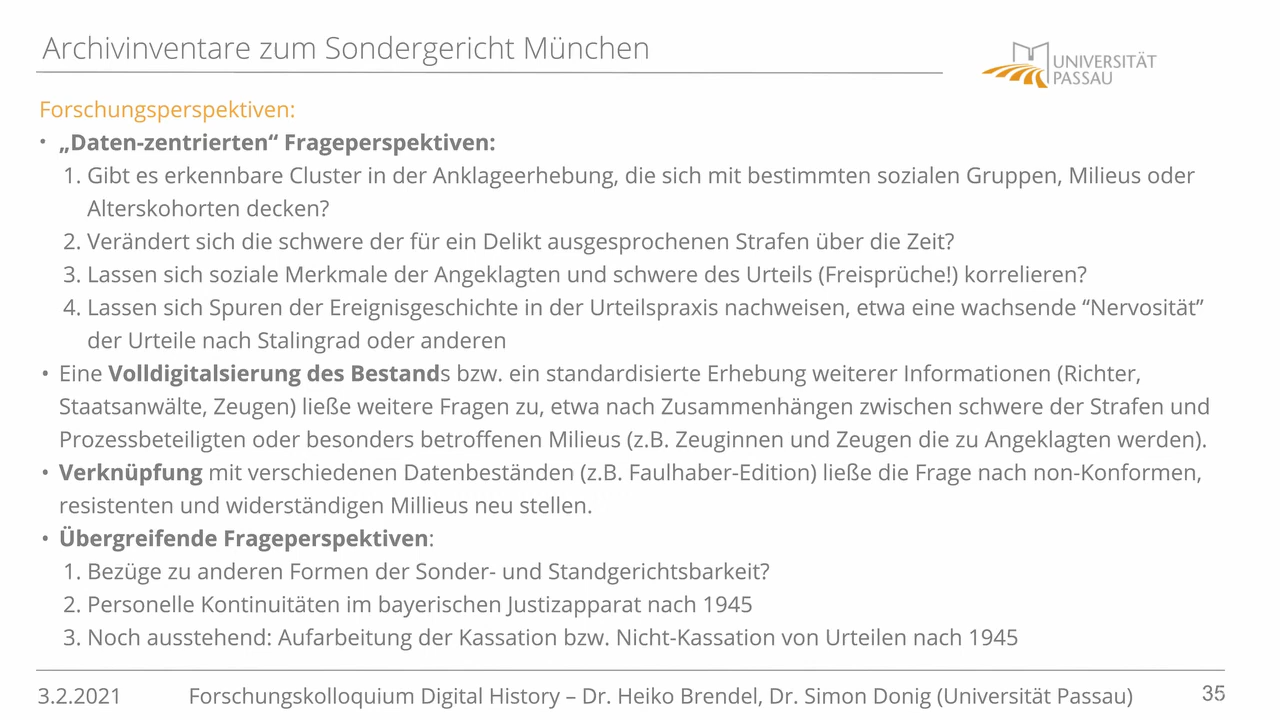 Archivinventare zum Sondergericht München
UNIVERSITÄT
PASSAU
Forschungsperspektiven:
• „Daten-zentrierten“ Frageperspektiven:
1. Gibt es erkennbare Cluster in der Anklageerhebung, die sich mit bestimmten sozialen Gruppen, Milieus oder
Alterskohorten decken?
2. Verändert sich die schwere der für ein Delikt ausgesprochenen Strafen über die Zeit?
3. Lassen sich soziale Merkmale der Angeklagten und schwere des Urteils (Freisprüche!) korrelieren?
4. Lassen sich Spuren der Ereignisgeschichte in der Urteilspraxis nachweisen, etwa eine wachsende “Nervosität”
der Urteile nach Stalingrad oder anderen
• Eine Volldigitalsierung des Bestands bzw. ein standardisierte Erhebung weiterer Informationen (Richter,
Staatsanwälte, Zeugen) ließe weitere Fragen zu, etwa nach Zusammenhängen zwischen schwere der Strafen und
Prozessbeteiligten oder besonders betroffenen Milieus (z.B. Zeuginnen und Zeugen die zu Angeklagten werden).
• Verknüpfung mit verschiedenen Datenbeständen (z.B. Faulhaber-Edition) ließe die Frage nach non-Konformen,
resistenten und widerständigen Millieus neu stellen.
• Übergreifende Frageperspektiven:
1. Bezüge zu anderen Formen der Sonder- und Standgerichtsbarkeit?
2. Personelle Kontinuitäten im bayerischen Justizapparat nach 1945
3. Noch ausstehend: Aufarbeitung der Kassation bzw. Nicht-Kassation von Urteilen nach 1945
3.2.2021 Forschungskolloquium Digital History – Dr. Heiko Brendel, Dr. Simon Donig (Universität Passau) 35